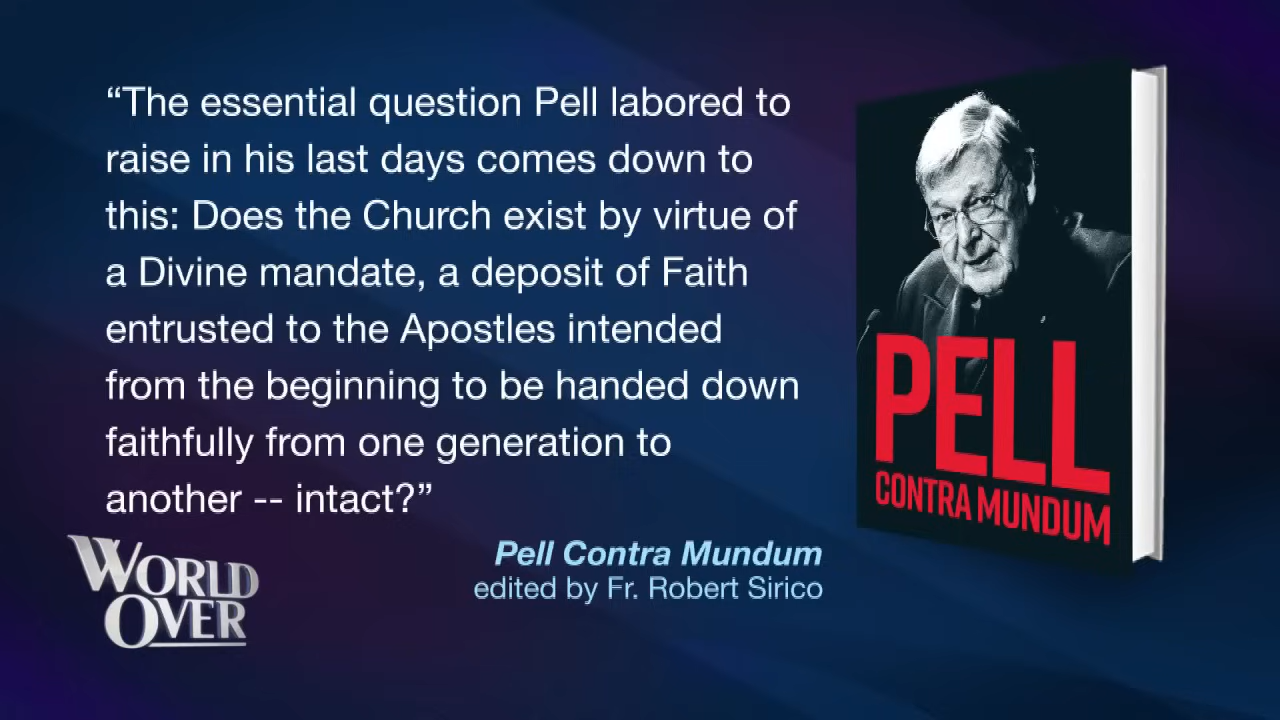 “The essential question Pell labored to
raise in his last days comes down to
this: Does the Church exist by virtue of
a Divine mandate, a deposit of Faith
entrusted to the Apostles intended
from the beginning to be handed down
faithfully from one generation to
another -- intact?”
Pell Contra Mundum
edited by Fr. Robert Sirico
WORLD
OVER
PELL
CONTRA MUNDUM